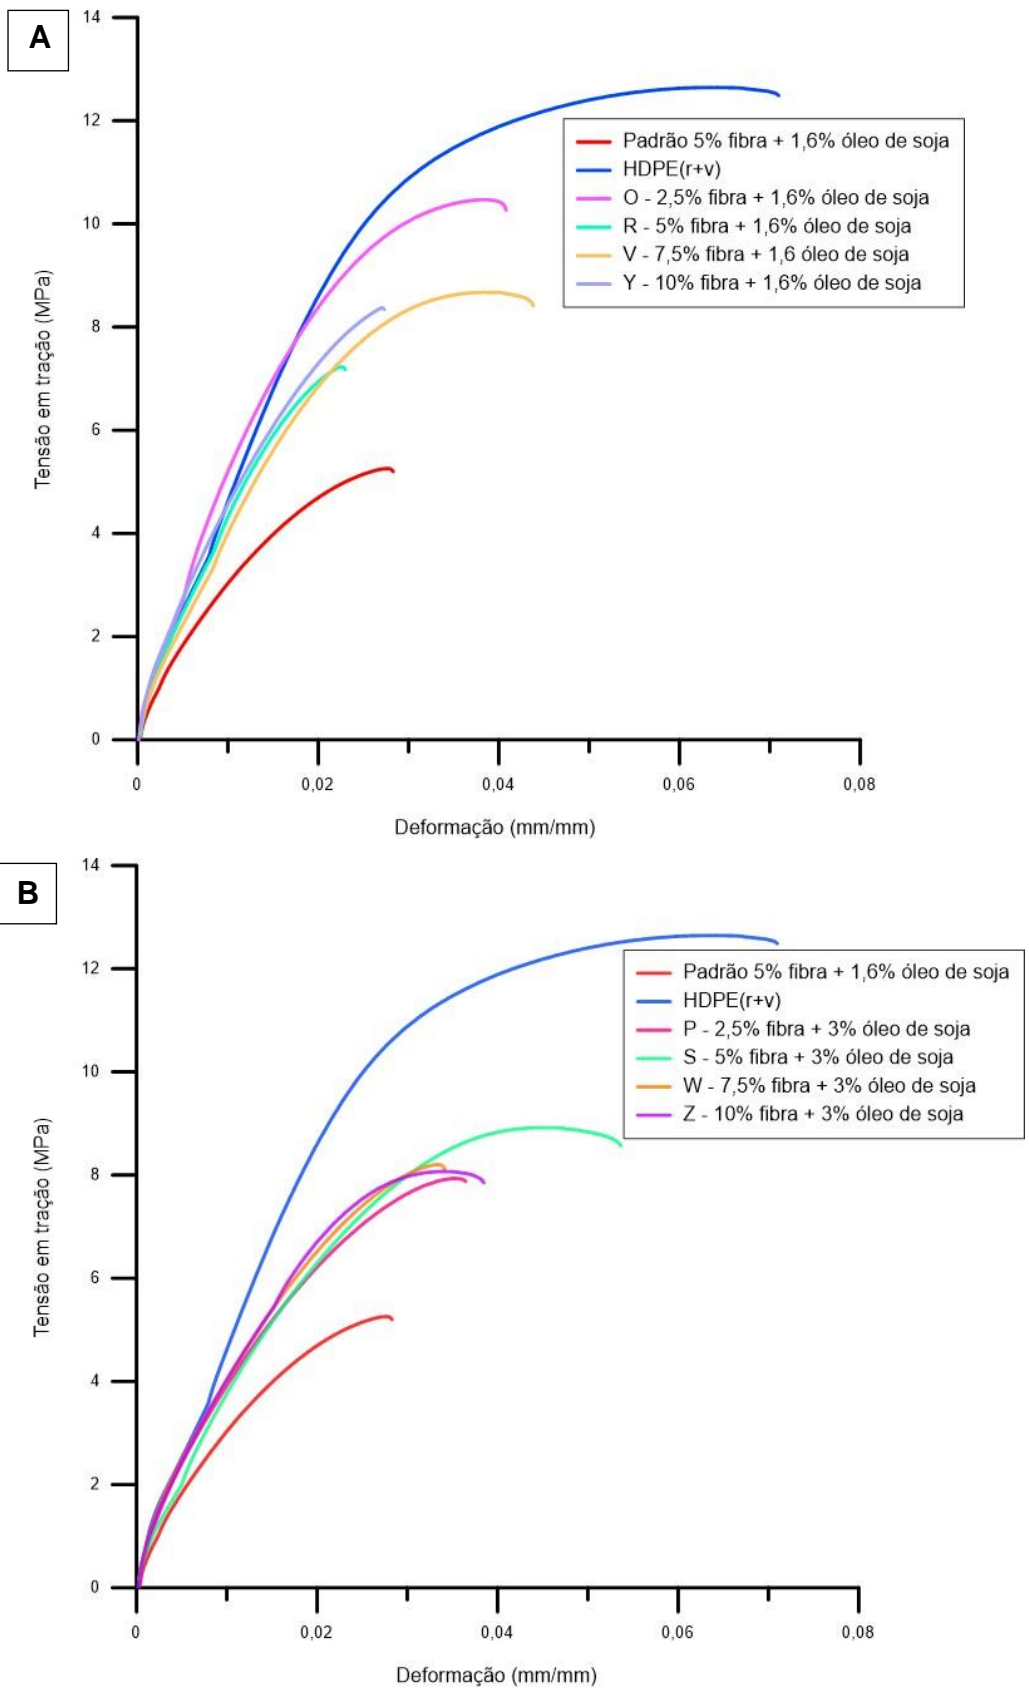 A
14
12
10
8
6
4
2
0
Tensão em tração (MPa)
Padrão 5% fibra + 1,6% óleo de soja
HDPE(r+v)
O - 2,5% fibra + 1,6% óleo de soja
R - 5% fibra + 1,6% óleo de soja
V - 7,5% fibra + 1,6 óleo de soja
Y - 10% fibra + 1,6% óleo de soja
0 0,02 0,04 0,06 0,08
Deformação (mm/mm)
B
14
12
10
8
6
4
2
0
Tensão em tração (MPa)
Padrão 5% fibra + 1,6% óleo de soja
HDPE(r+v)
P - 2,5% fibra + 3% óleo de soja
S - 5% fibra + 3% óleo de soja
W - 7,5% fibra + 3% óleo de soja
Z - 10% fibra + 3% óleo de soja
0 0,02 0,04 0,06 0,08
Deformação (mm/mm)